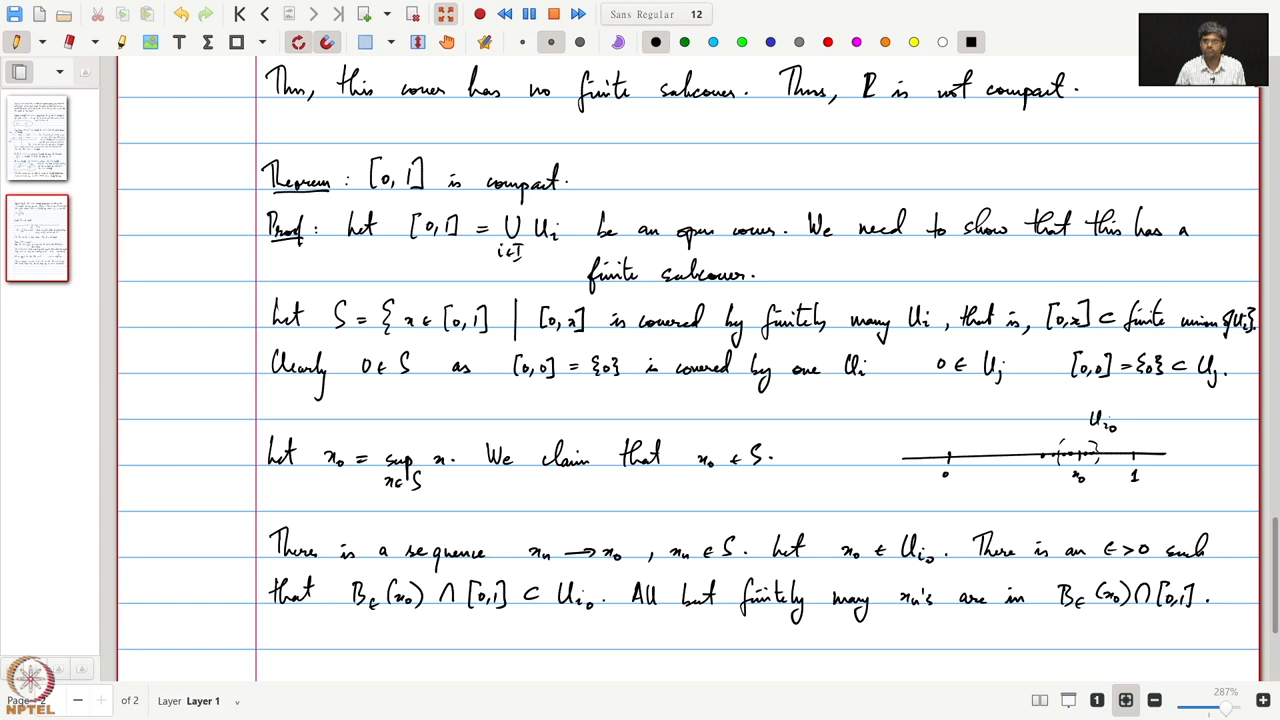 Sans Regular 12
Thus, this cover has no finite subcover. Thus, R is not compact.
Theorem : [0,1] is compact.
Proof : Let [0,1] = ∪ Ui be an open cover. We need to show that this has a
i∈I
finite subcover.
Let S = { x ∈ [0,1] | [0,x] is covered by finitely many Ui, that is, [0,x] ⊂ finite union of Ui}.
Clearly 0 ∈ S as [0,0] = {0} is covered by one Ui 0 ∈ Uj [0,0] = {0} ⊂ Uj.
Ui0
Let x0 = sup x. We claim that x0 ∈ S.
x∈S
0 x0 1
There is a sequence xn → x0, xn ∈ S. Let x0 ∈ Ui0. There is an ε>0 such
that Bε(x0) ∩ [0,1] ⊂ Ui0. All but finitely many xn's are in Bε(x0) ∩ [0,1].
NPTEL
Page 2 of 2 Layer Layer 1 287%